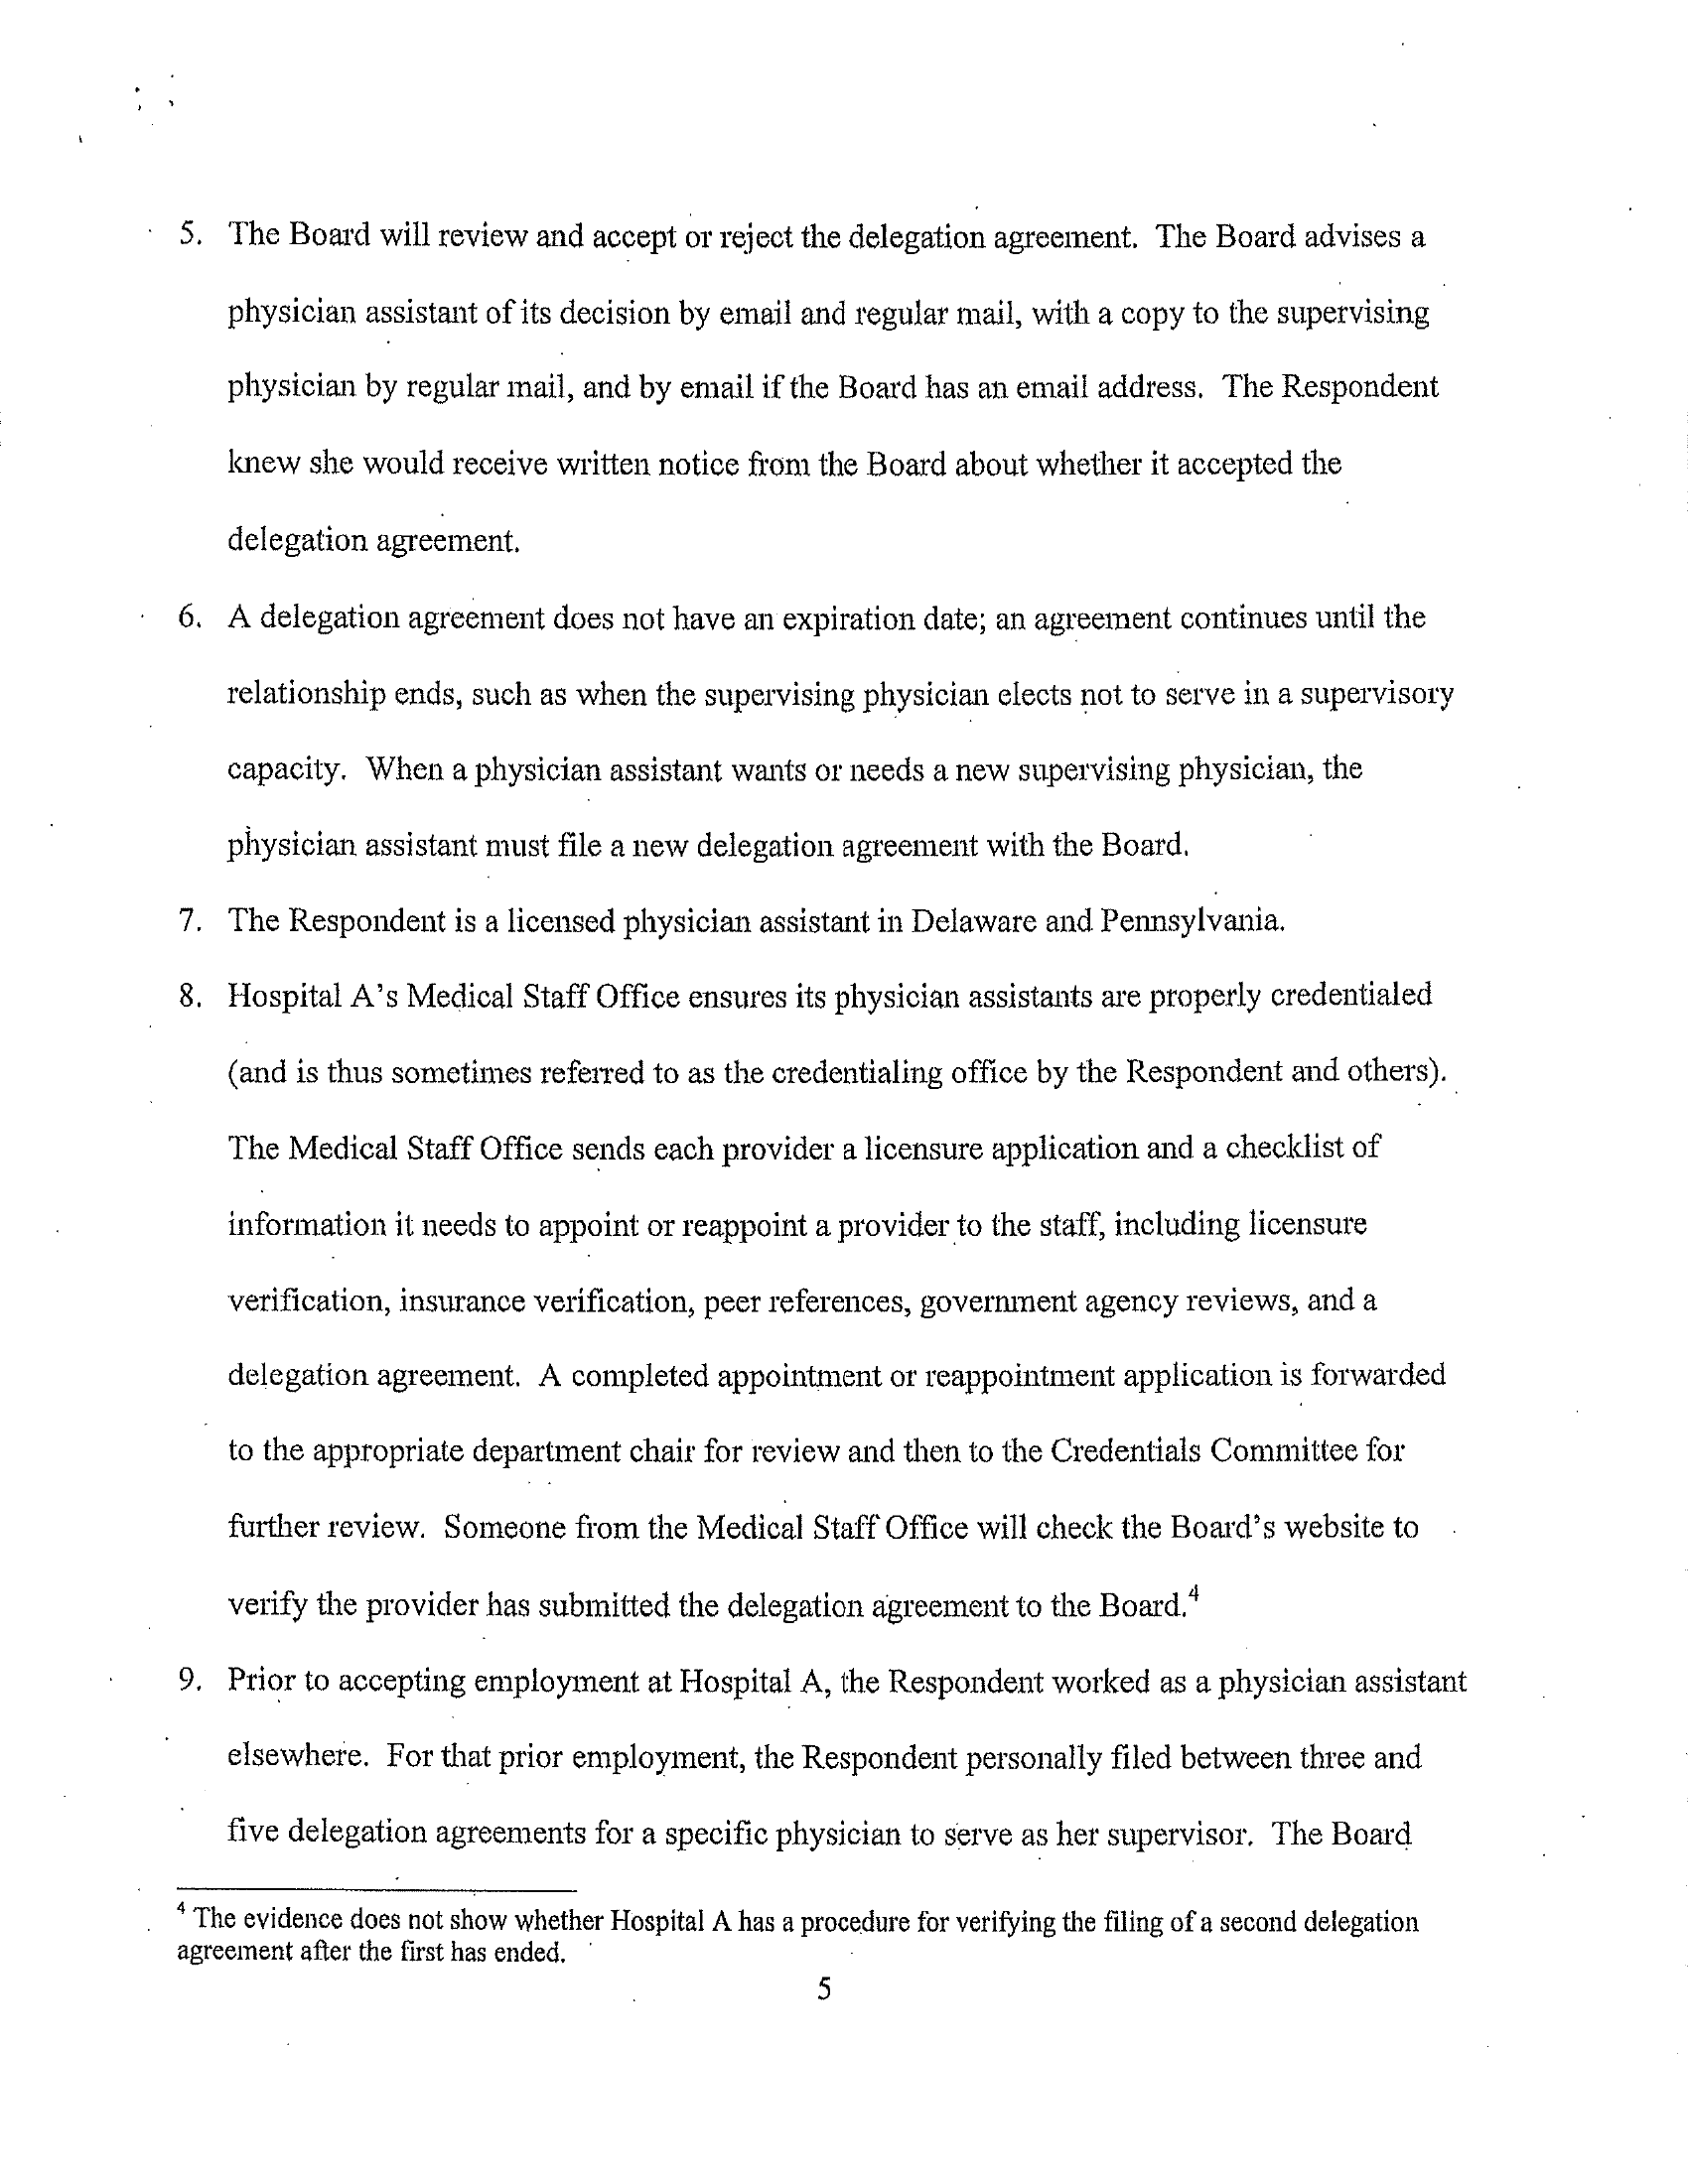 5. The Board will review and accept or reject the delegation agreement. The Board advises a
physician assistant of its decision by email and regular mail, with a copy to the supervising
physician by regular mail, and by email if the Board has an email address. The Respondent
knew she would receive written notice from the Board about whether it accepted the
delegation agreement.
6. A delegation agreement does not have an expiration date; an agreement continues until the
relationship ends, such as when the supervising physician elects not to serve in a supervisory
capacity. When a physician assistant wants or needs a new supervising physician, the
physician assistant must file a new delegation agreement with the Board.
7. The Respondent is a licensed physician assistant in Delaware and Pennsylvania.
8. Hospital A's Medical Staff Office ensures its physician assistants are properly credentialed
(and is thus sometimes referred to as the credentialing office by the Respondent and others).
The Medical Staff Office sends each provider a licensure application and a checklist of
information it needs to appoint or reappoint a provider to the staff, including licensure
verification, insurance verification, peer references, government agency reviews, and a
delegation agreement. A completed appointment or reappointment application is forwarded
to the appropriate department chair for review and then to the Credentials Committee for
further review. Someone from the Medical Staff Office will check the Board's website to
verify the provider has submitted the delegation agreement to the Board.4
9. Prior to accepting employment at Hospital A, the Respondent worked as a physician assistant
elsewhere. For that prior employment, the Respondent personally filed between three and
five delegation agreements for a specific physician to serve as her supervisor. The Board
4 The evidence does not show whether Hospital A has a procedure for verifying the filing of a second delegation
agreement after the first has ended.
5